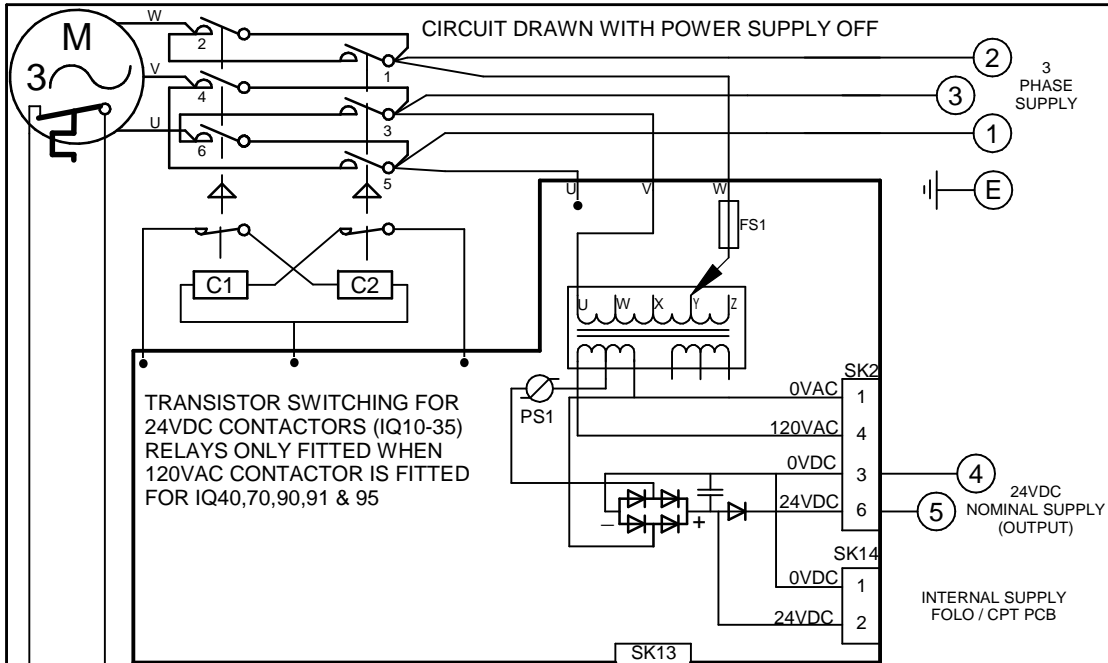 CIRCUIT DRAWN WITH POWER SUPPLY OFF
W
2
M
3
V
4
U
6
1
3
5
2
3
1
E
3
PHASE
SUPPLY
U
V
W
FS1
C1
C2
U
W
X
Y
Z
TRANSISTOR SWITCHING FOR
24VDC CONTACTORS (IQ10-35)
RELAYS ONLY FITTED WHEN
120VAC CONTACTOR IS FITTED
FOR IQ40,70,90,91 & 95
PS1
SK2
0VAC
1
120VAC
4
0VDC
3
24VDC
6
4
5
24VDC
NOMINAL SUPPLY
(OUTPUT)
–
+
SK14
0VDC
1
24VDC
2
INTERNAL SUPPLY
FOLO / CPT PCB
SK13